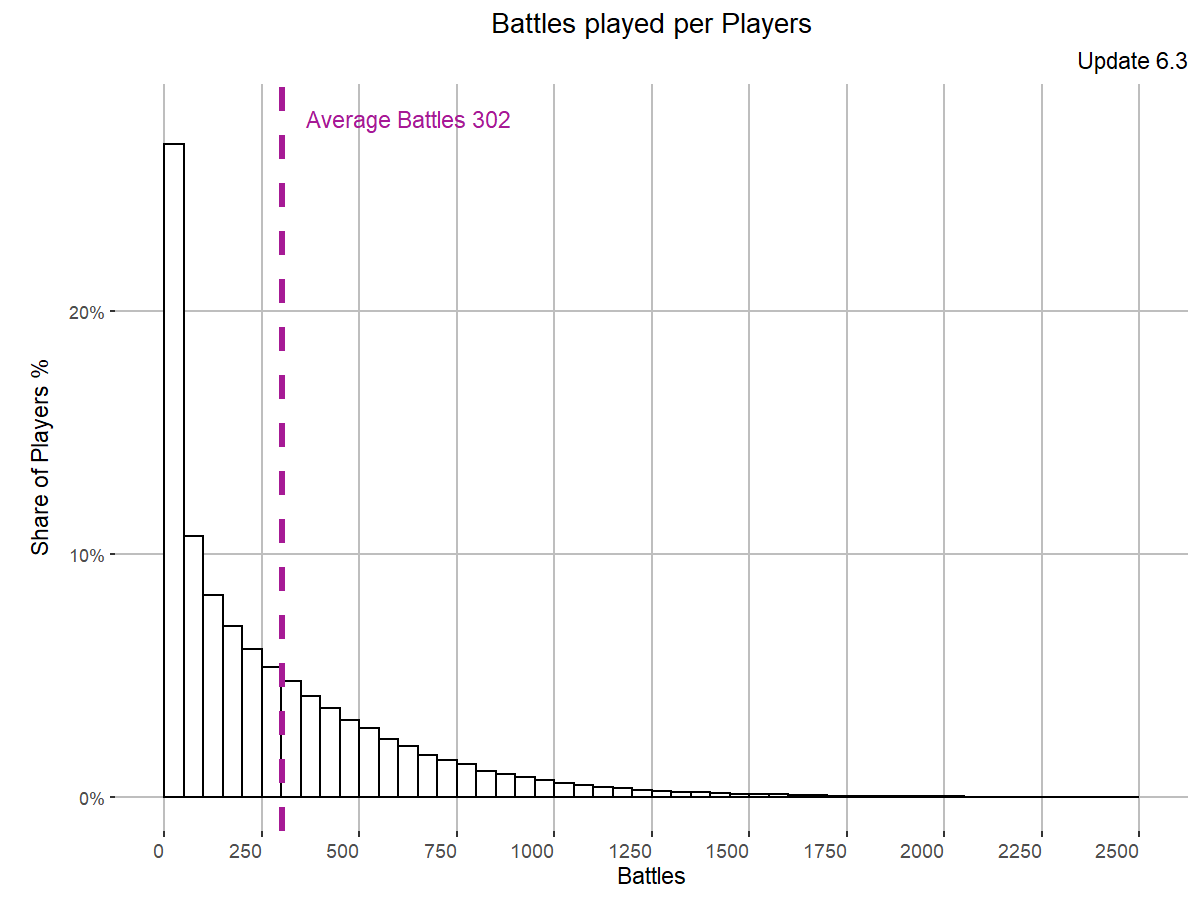 Battles played per Players
Update 6.3
Average Battles 302
Share of Players %
20%
10%
0%
0 250 500 750 1000 1250 1500 1750 2000 2250 2500
Battles